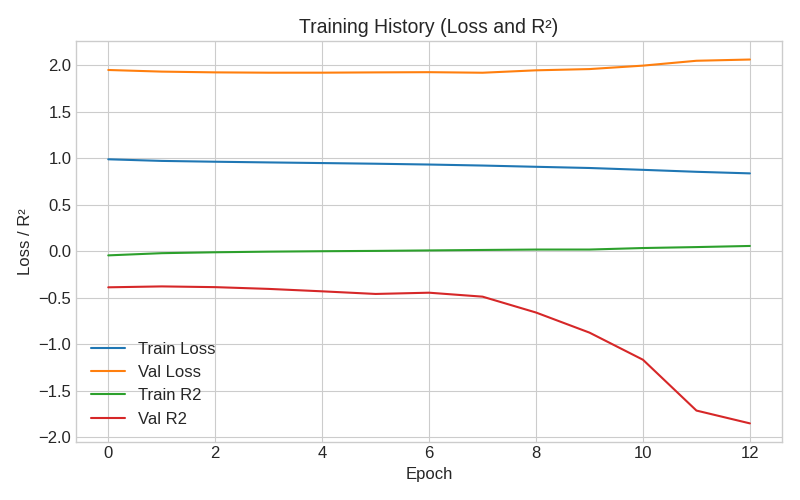 Training History (Loss and R²)
Loss / R²
2.0
1.5
1.0
0.5
0.0
−0.5
−1.0
−1.5
−2.0
Train Loss
Val Loss
Train R2
Val R2
0 2 4 6 8 10 12
Epoch